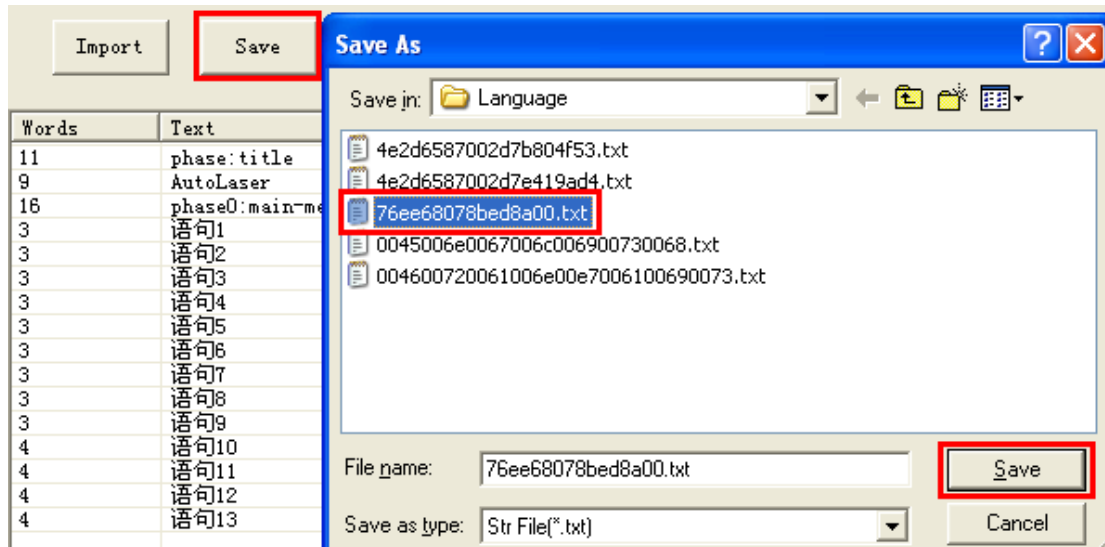 Import Save
Save As
Save in: Language
Words Text
11 phase:title
9 AutoLaser
16 phase0:main-me
3 语句1
3 语句2
3 语句3
3 语句4
3 语句5
3 语句6
3 语句7
3 语句8
3 语句9
4 语句10
4 语句11
4 语句12
4 语句13
4e2d6587002d7b804f53.txt
4e2d6587002d7e419ad4.txt
76ee68078bed8a00.txt
0045006e0067006c006900730068.txt
004600720061006e00e7006100690073.txt
File name: 76ee68078bed8a00.txt Save
Save as type: Str File(*.txt) Cancel